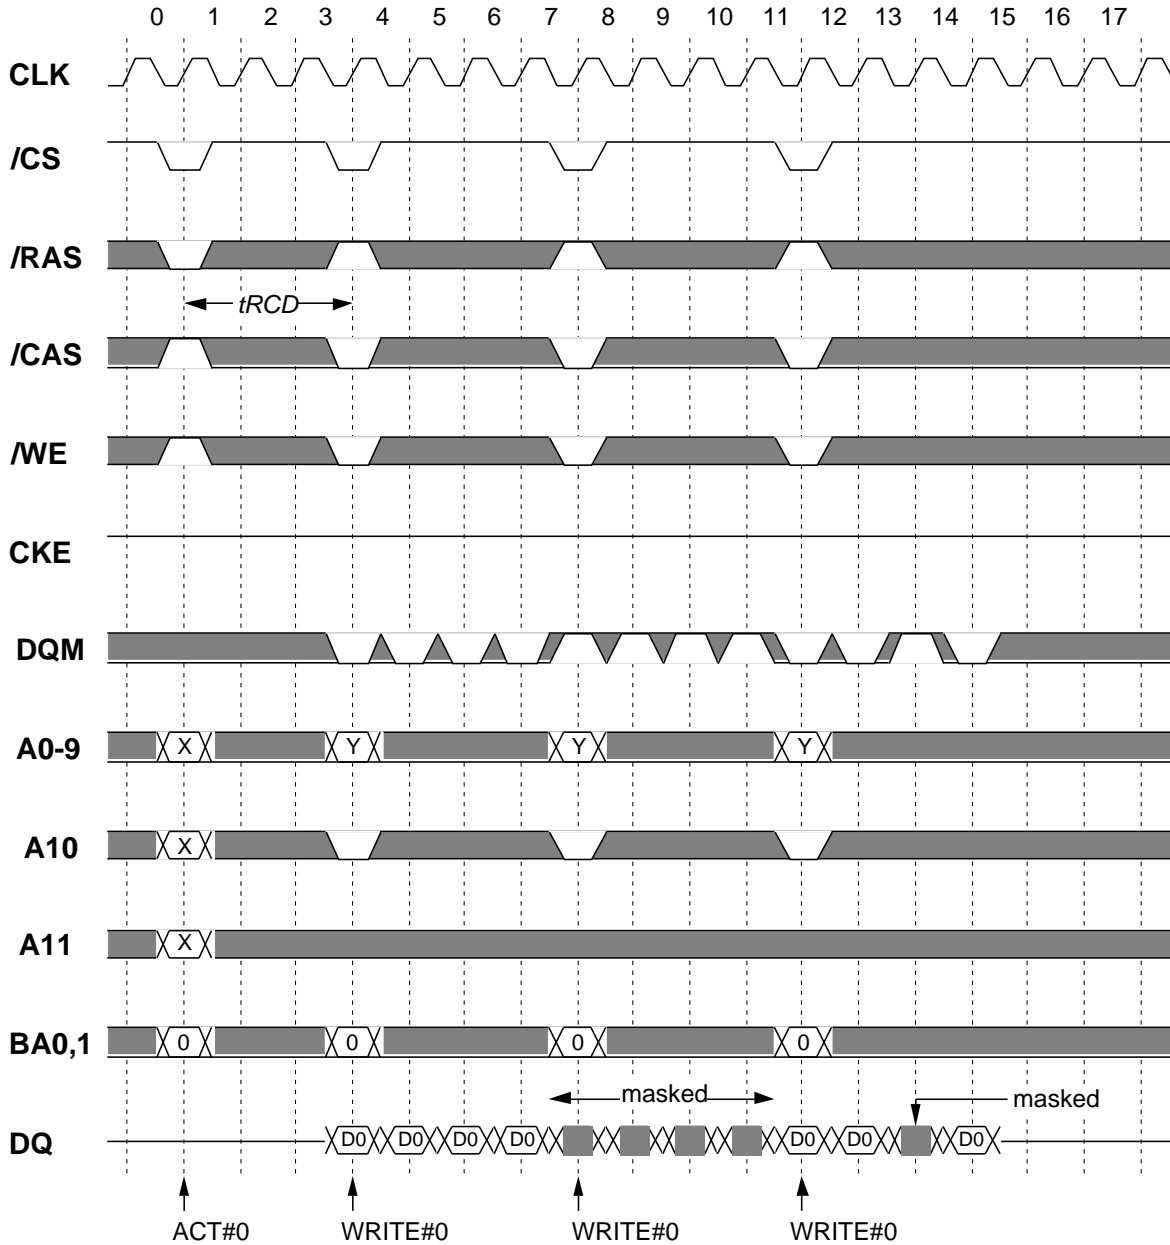 0 1 2 3 4 5 6 7 8 9 10 11 12 13 14 15 16 17
CLK
/CS
/RAS
tRCD
/CAS
/WE
CKE
DQM
A0-9 X Y Y Y
A10 X
A11 X
BA0,1 0 0 0 0
masked masked
DQ D0 D0 D0 D0 D0 D0 D0
ACT#0 WRITE#0 WRITE#0 WRITE#0